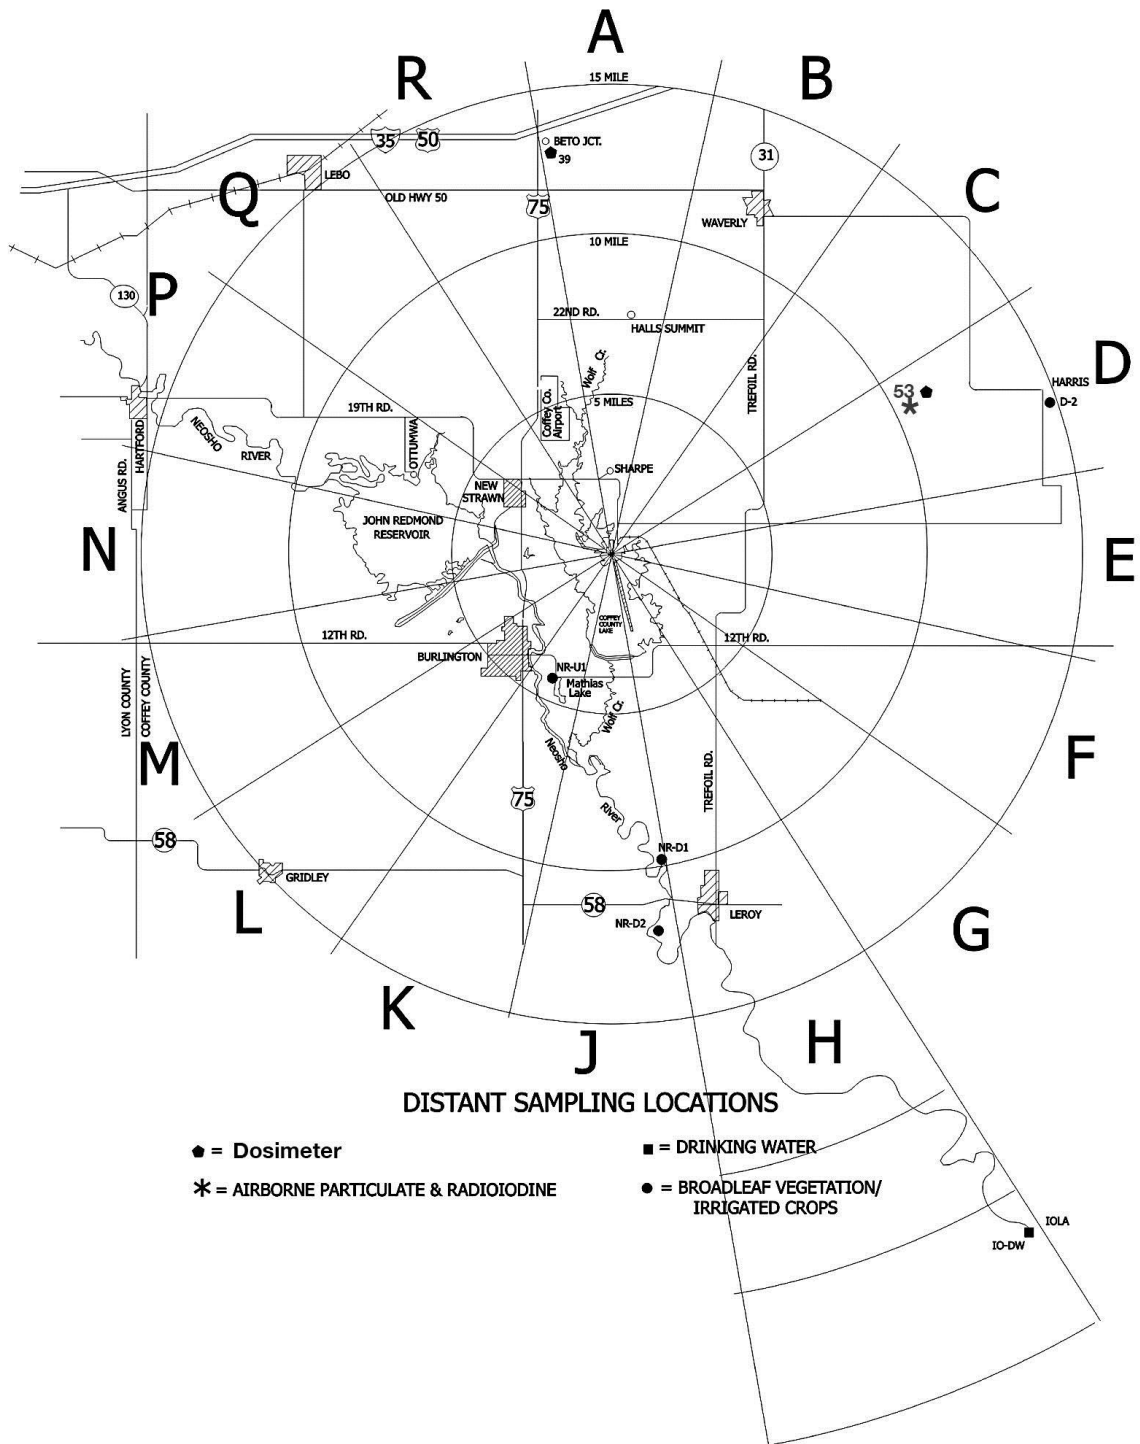 A
R
B
15 MILE
35
50
BETO JCT.
39
31
LEBO
Q
OLD HWY 50
75
C
WAVERLY
10 MILE
P
130
22ND RD.
HALLS SUMMIT
Wolf Cr.
TREFOIL RD.
D
HARRIS
D-2
53
5 MILES
Coffey Co.
Airport
19TH RD.
NEOSHO
RIVER
HARTFORD
ANGUS RD.
OTTUMWA
SHARPE
NEW
STRAWN
JOHN REDMOND
RESERVOIR
N
E
COFFEY
COUNTY
LAKE
12TH RD.
12TH RD.
BURLINGTON
NR-U1
Mathias
Lake
LYON COUNTY
COFFEY COUNTY
Wolf Cr.
Neosho
River
M
F
TREFOIL RD.
75
58
NR-D1
GRIDLEY
L
58
LEROY
NR-D2
G
K
J
H
DISTANT SAMPLING LOCATIONS
= Dosimeter
= DRINKING WATER
= AIRBORNE PARTICULATE & RADIOIODINE
= BROADLEAF VEGETATION/
IRRIGATED CROPS
IOLA
IO-DW